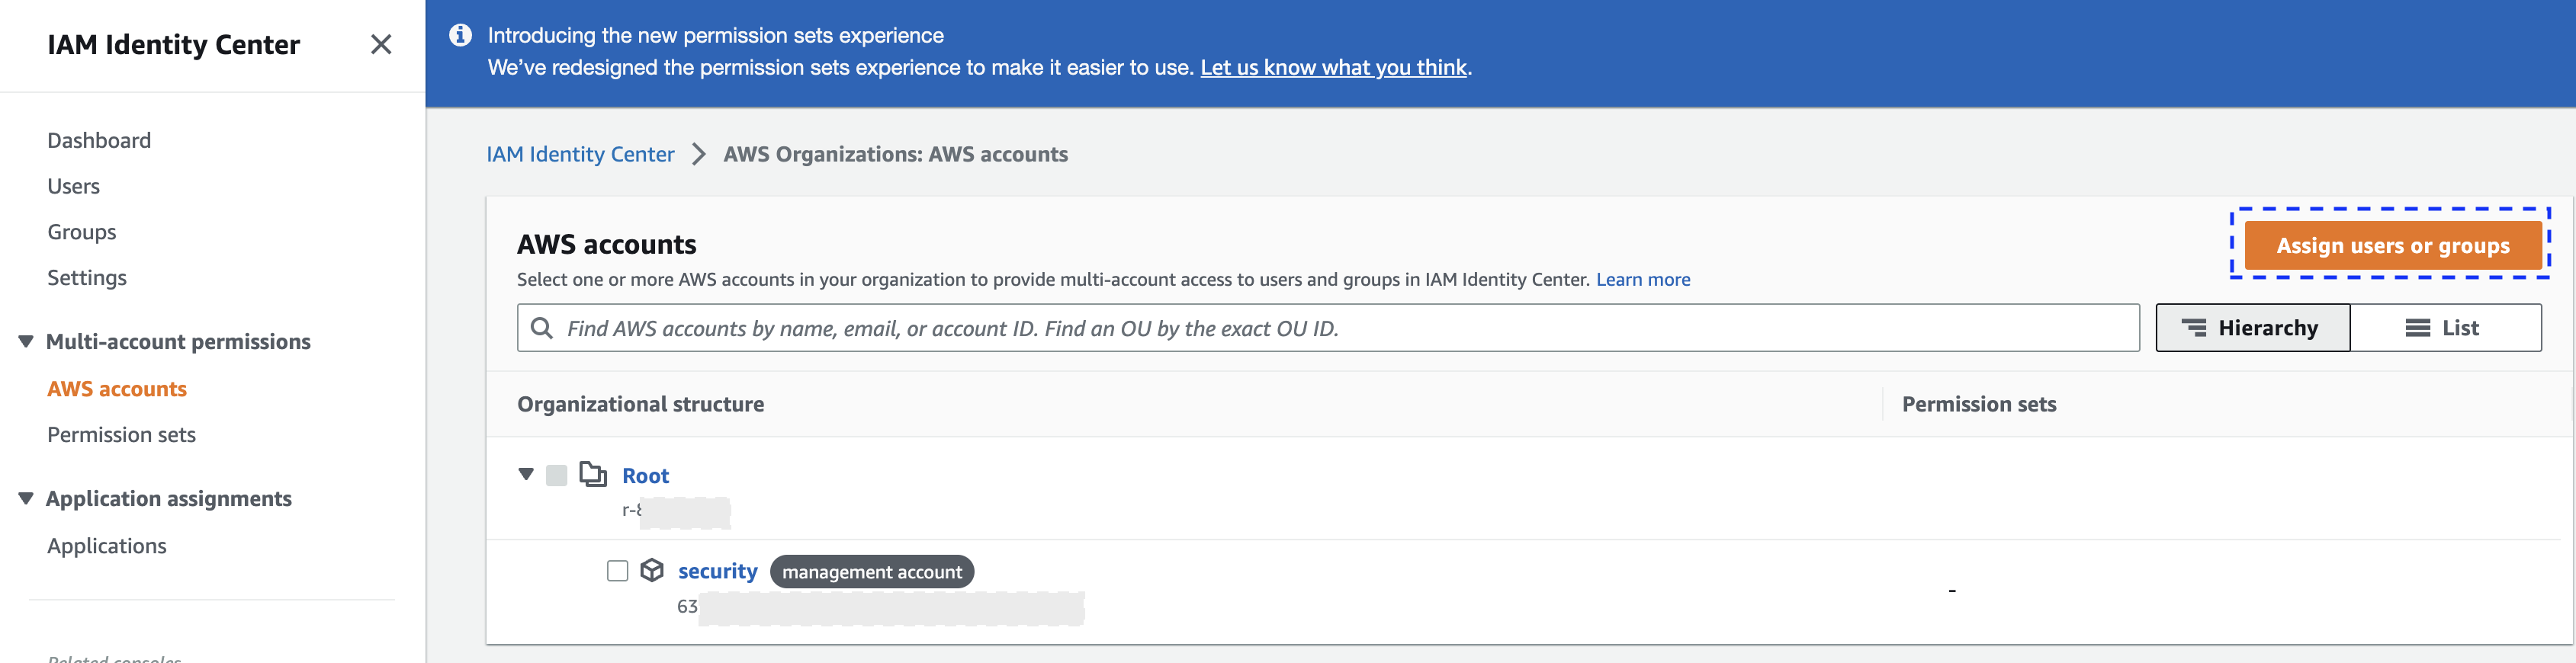 IAM Identity Center
Dashboard
Users
Groups
Settings
Multi-account permissions
AWS accounts
Permission sets
Application assignments
Applications
Related consoles
Introducing the new permission sets experience
We've redesigned the permission sets experience to make it easier to use. Let us know what you think.
IAM Identity Center > AWS Organizations: AWS accounts
AWS accounts
Assign users or groups
Select one or more AWS accounts in your organization to provide multi-account access to users and groups in IAM Identity Center. Learn more
Find AWS accounts by name, email, or account ID. Find an OU by the exact OU ID.
Hierarchy
List
Organizational structure
Permission sets
Root
r-
security management account
63
-